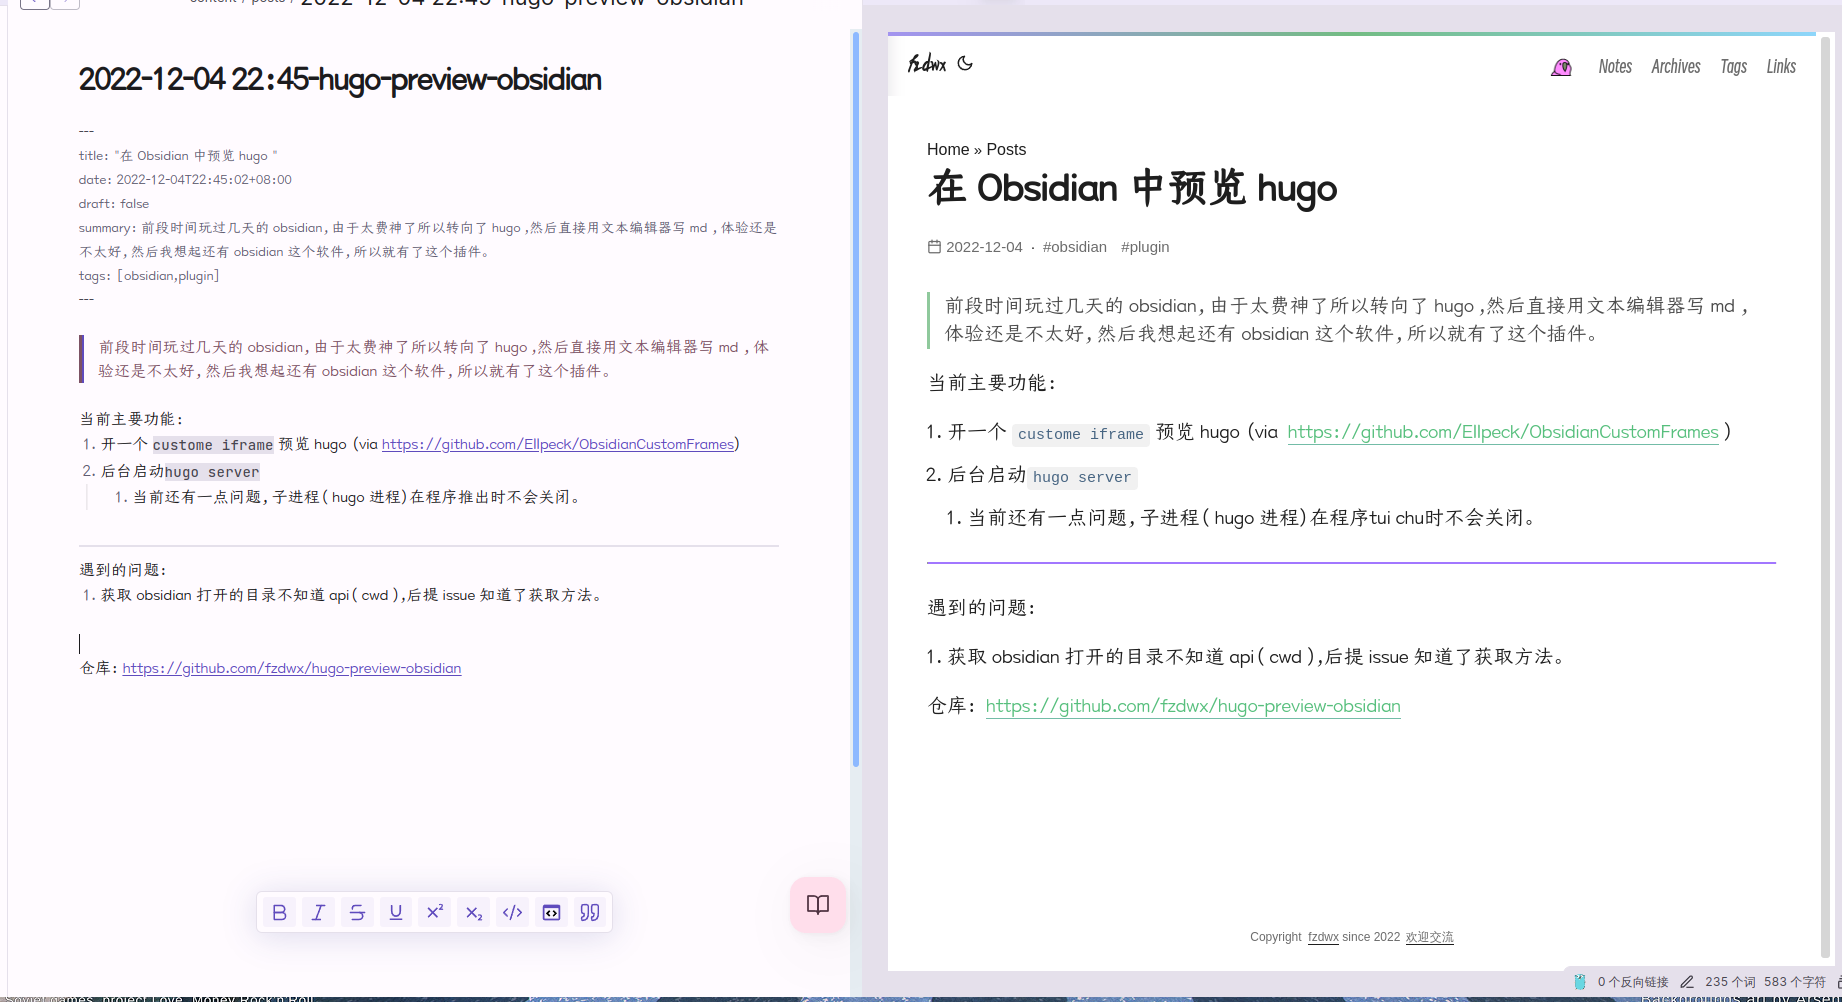 2022-12-04 22:45-hugo-preview-obsidian
---
title: "在 Obsidian 中预览 hugo "
date: 2022-12-04T22:45:02+08:00
draft: false
summary: 前段时间玩过几天的 obsidian, 由于太费神了所以转向了 hugo ,然后直接用文本编辑器写 md , 体验还是
不太好, 然后我想起还有 obsidian 这个软件, 所以就有了这个插件。
tags: [obsidian,plugin]
---
前段时间玩过几天的 obsidian, 由于太费神了所以转向了 hugo ,然后直接用文本编辑器写 md , 体
验还是不太好, 然后我想起还有 obsidian 这个软件, 所以就有了这个插件。
当前主要功能:
1. 开一个 custome iframe 预览 hugo (via https://github.com/Ellpeck/ObsidianCustomFrames)
2. 后台启动hugo server
1. 当前还有一点问题, 子进程( hugo 进程)在程序推出时不会关闭。
遇到的问题:
1. 获取 obsidian 打开的目录不知道 api( cwd ),后提 issue 知道了获取方法。
仓库: https://github.com/fzdwx/hugo-preview-obsidian
fzdwx
Notes Archives Tags Links
Home » Posts
在 Obsidian 中预览 hugo
2022-12-04 · #obsidian #plugin
前段时间玩过几天的 obsidian, 由于太费神了所以转向了 hugo ,然后直接用文本编辑器写 md ,
体验还是不太好, 然后我想起还有 obsidian 这个软件, 所以就有了这个插件。
当前主要功能:
1. 开一个 custome iframe 预览 hugo (via https://github.com/Ellpeck/ObsidianCustomFrames )
2. 后台启动 hugo server
1. 当前还有一点问题, 子进程( hugo 进程)在程序tui chu时不会关闭。
遇到的问题:
1. 获取 obsidian 打开的目录不知道 api( cwd ),后提 issue 知道了获取方法。
仓库: https://github.com/fzdwx/hugo-preview-obsidian
Copyright fzdwx since 2022 欢迎交流
0 个反向链接 235 个词 583 个字符